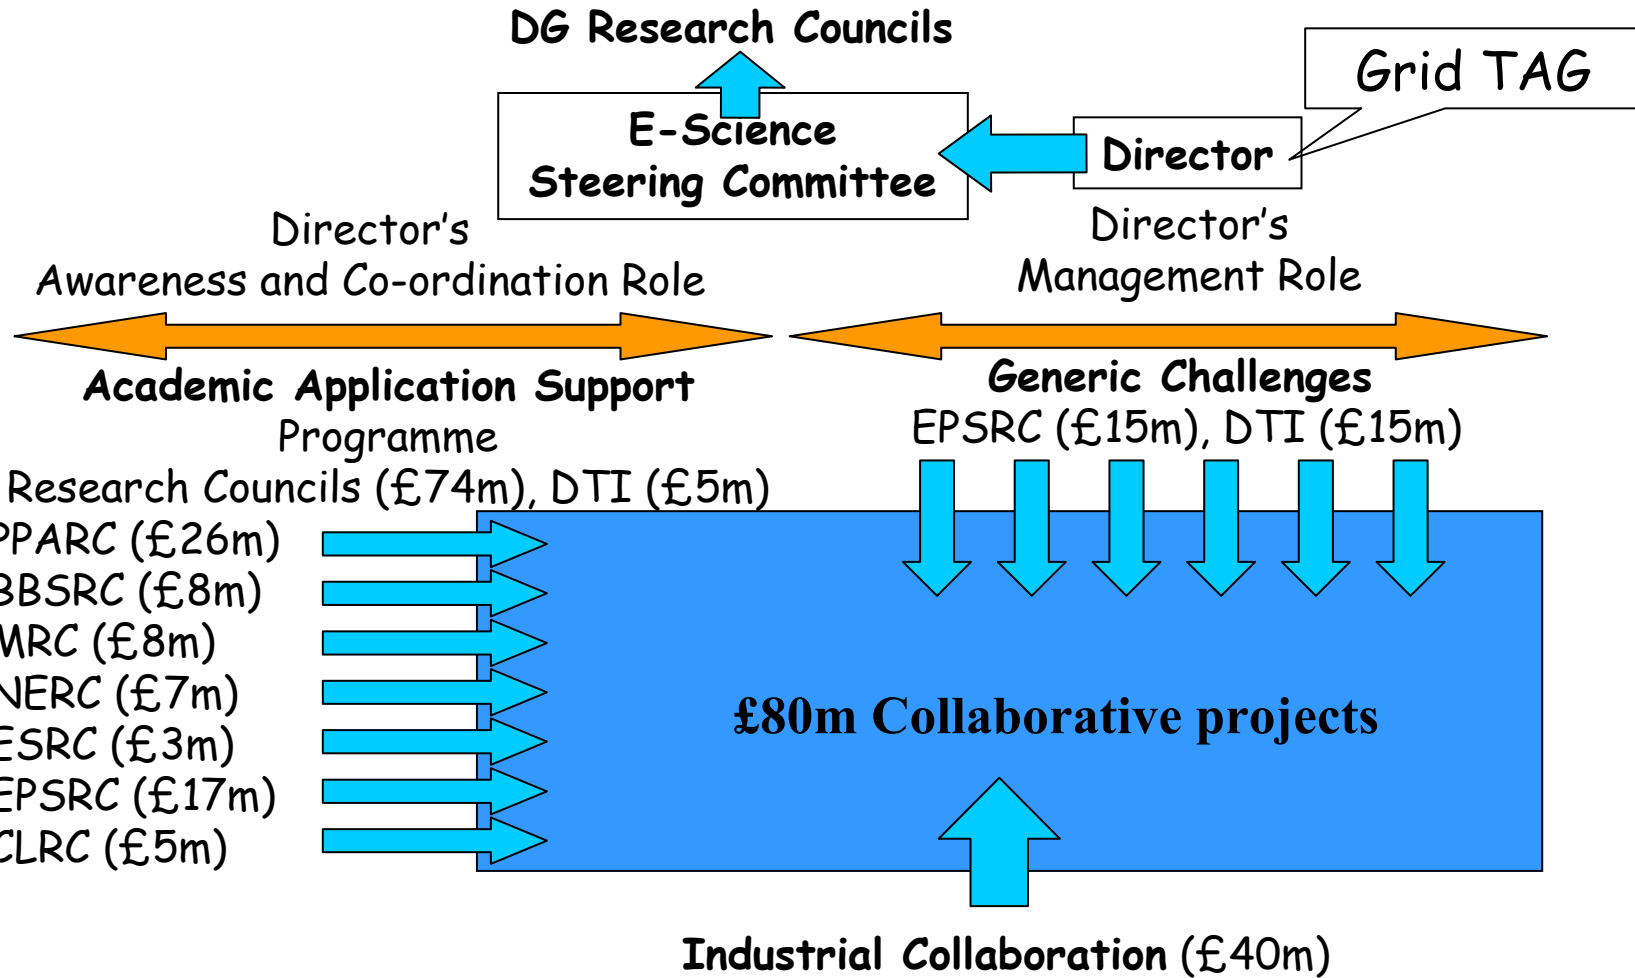 DG Research Councils
Grid TAG
E-Science
Steering Committee
Director
Director's
Awareness and Co-ordination Role
Director's
Management Role
Academic Application Support
Programme
Research Councils (£74m), DTI (£5m)
PPARC (£26m)
BBSRC (£8m)
MRC (£8m)
NERC (£7m)
ESRC (£3m)
EPSRC (£17m)
CLRC (£5m)
Generic Challenges
EPSRC (£15m), DTI (£15m)
£80m Collaborative projects
Industrial Collaboration (£40m)